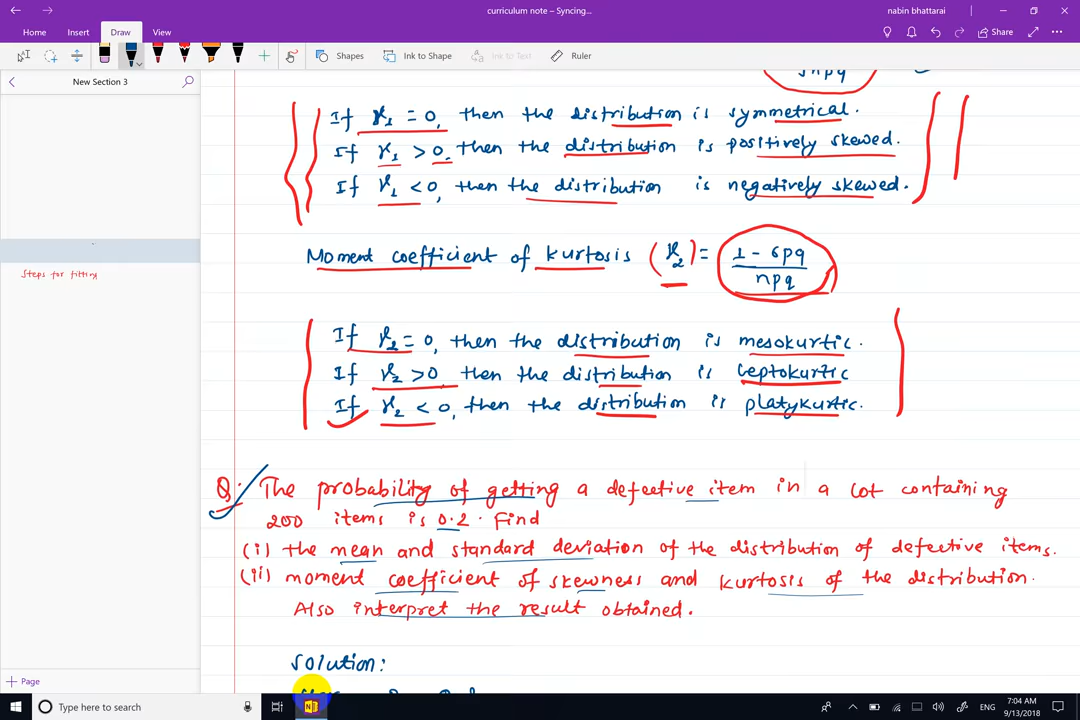 curriculum note – Syncing...
nabin bhattarai
Home Insert Draw View
Share
Shapes Ink to Shape Ink to Text Ruler
New Section 3
Steps for fitting
Page
√npq
If γ1 = 0, then the distribution is symmetrical.
If γ1 > 0, then the distribution is positively skewed.
If γ1 < 0, then the distribution is negatively skewed.
Moment coefficient of kurtosis (γ2) = 1 - 6pq
npq
If γ2 = 0, then the distribution is mesokurtic.
If γ2 > 0, then the distribution is Leptokurtic
If γ2 < 0, then the distribution is platykurtic.
Q: The probability of getting a defective item in a lot containing
200 items is 0.2. Find
(i) the mean and standard deviation of the distribution of defective items.
(ii) moment coefficient of skewness and kurtosis of the distribution.
Also interpret the result obtained.
Solution:
Type here to search
ENG
7:04 AM
9/13/2018